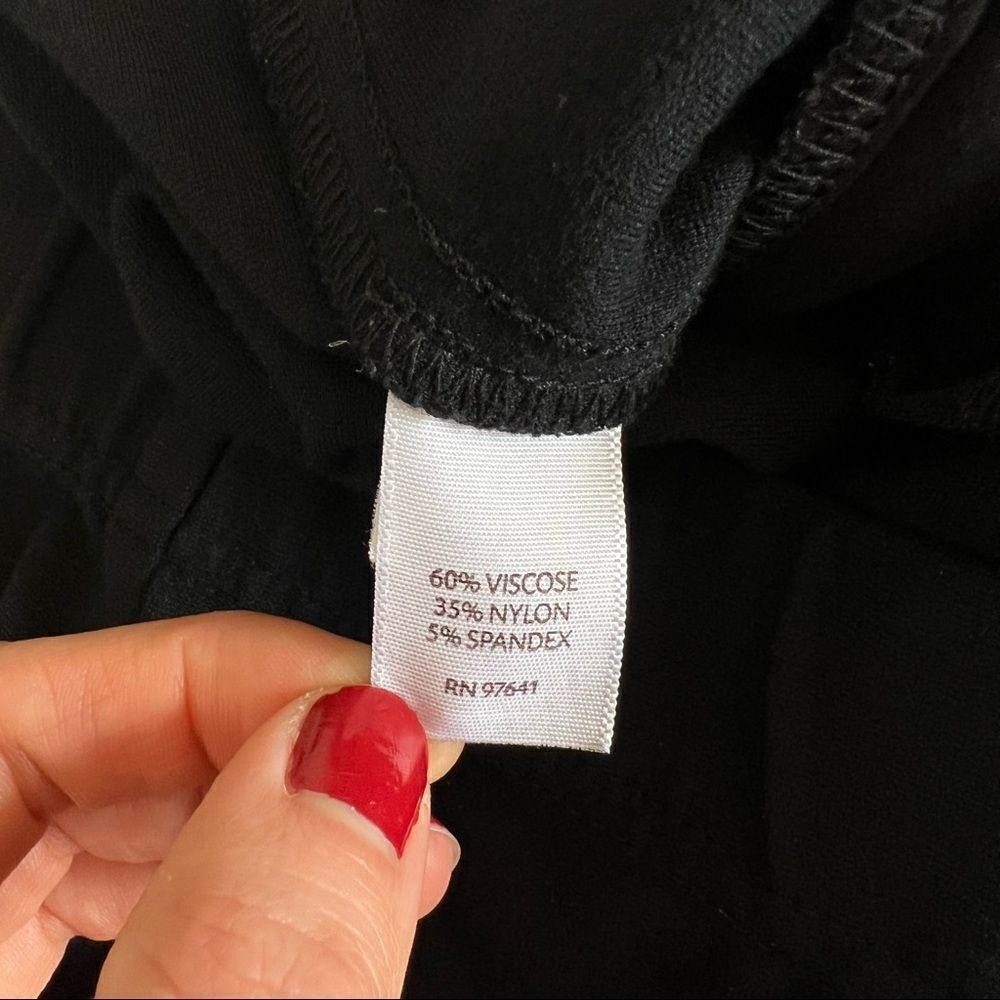 60% VISCOSE
35% NYLON
5% SPANDEX
RN 97641